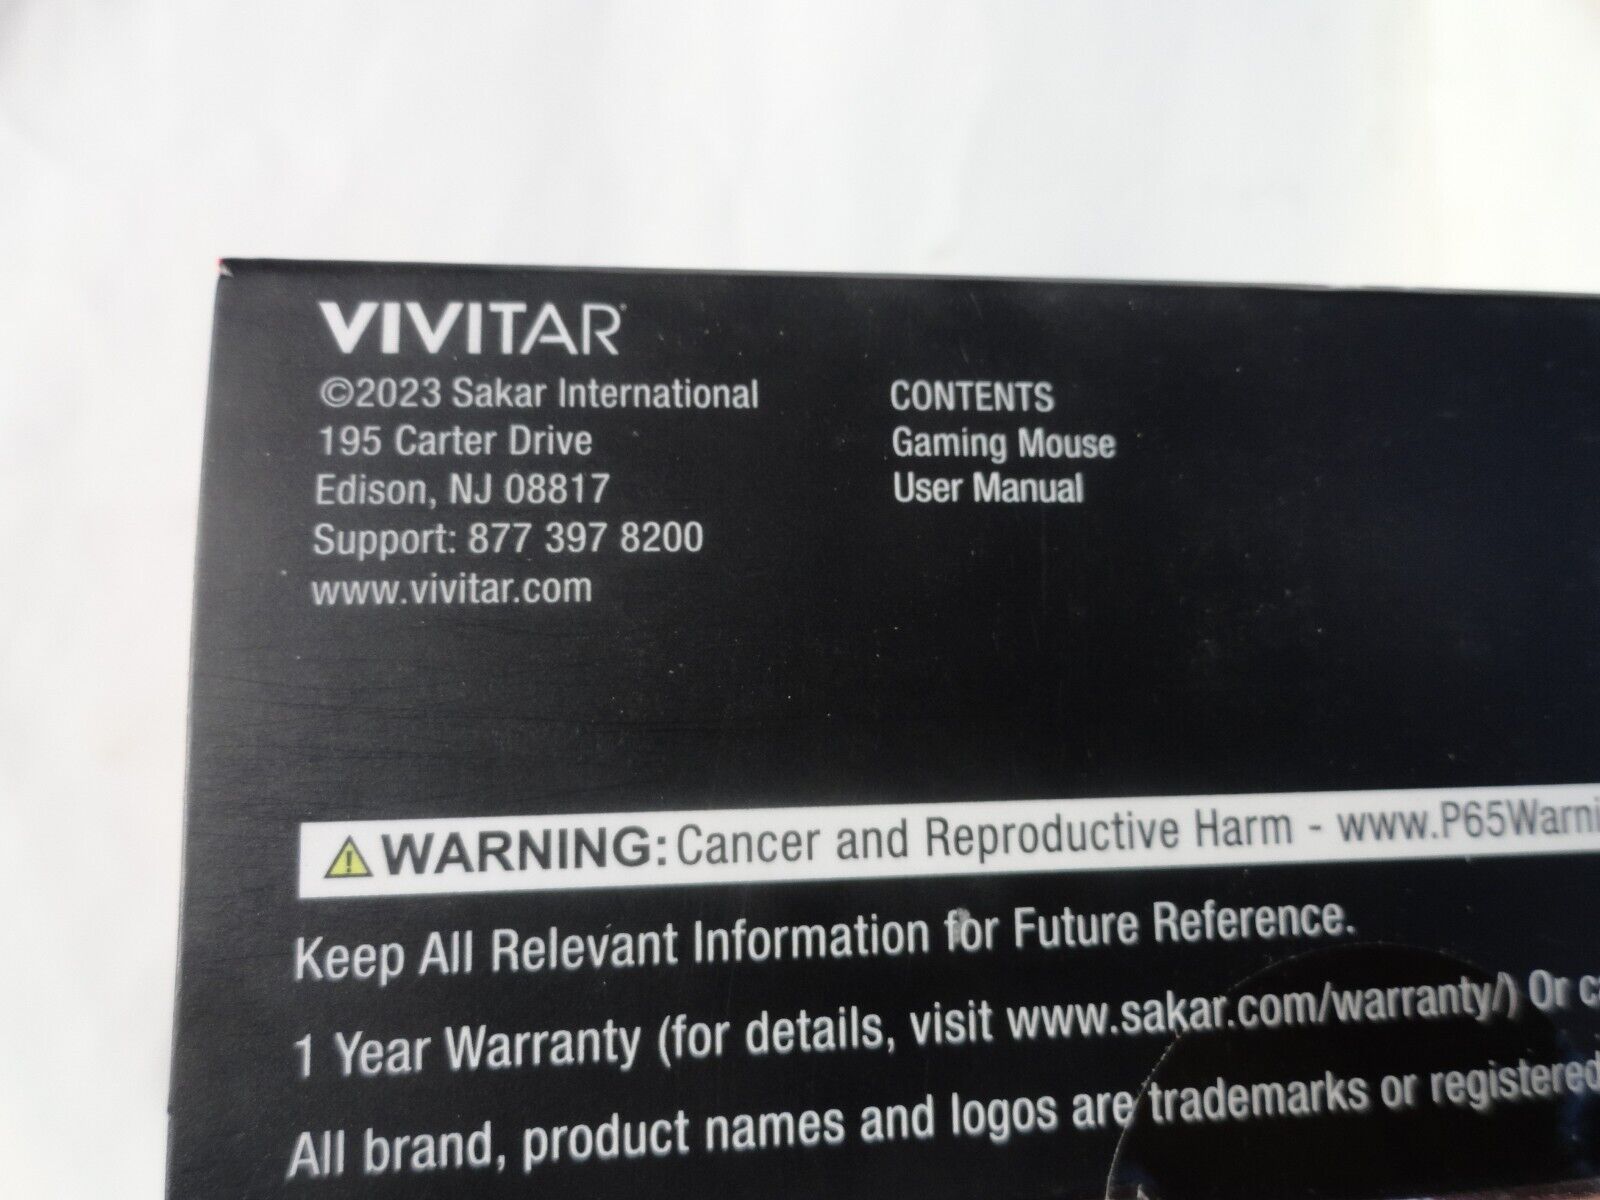 VIVITAR
©2023 Sakar International
195 Carter Drive
Edison, NJ 08817
Support: 877 397 8200
www.vivitar.com
CONTENTS
Gaming Mouse
User Manual
WARNING: Cancer and Reproductive Harm - www.P65Warni
Keep All Relevant Information for Future Reference.
1 Year Warranty (for details, visit www.sakar.com/warranty/) Or
All brand, product names and logos are trademarks or registered